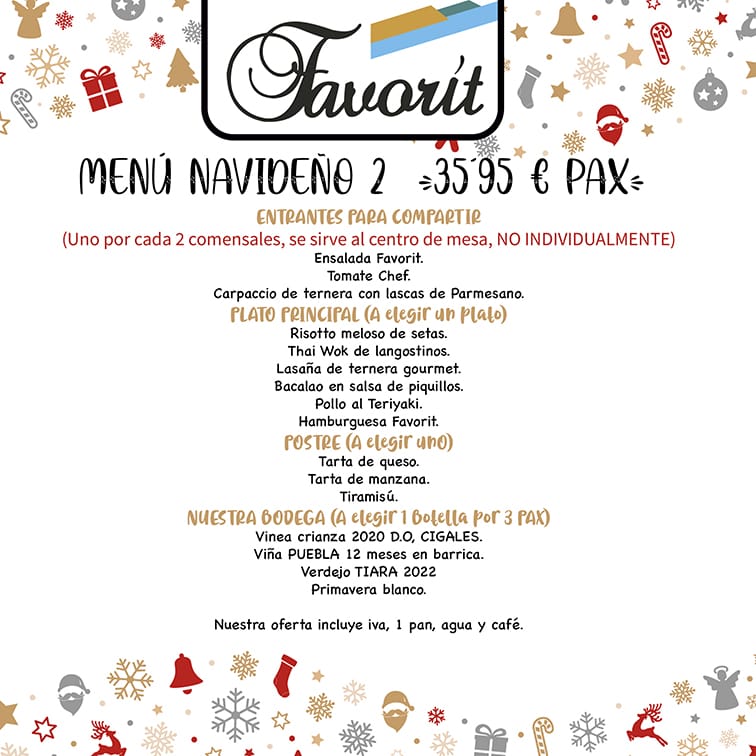 Favorit
MENÚ NAVIDEÑO 2 35´95 € PAX
ENTRANTES PARA COMPARTIR
(Uno por cada 2 comensales, se sirve al centro de mesa, NO INDIVIDUALMENTE)
Ensalada Favorit.
Tomate Chef.
Carpaccio de ternera con lascas de Parmesano.
PLATO PRINCIPAL (A elegir un plato)
Risotto meloso de setas.
Thai Wok de langostinos.
Lasaña de ternera gourmet.
Bacalao en salsa de piquillos.
Pollo al Teriyaki.
Hamburguesa Favorit.
POSTRE (A elegir uno)
Tarta de queso.
Tarta de manzana.
Tiramisú.
NUESTRA BODEGA (A elegir 1 Botella por 3 PAX)
Vinea crianza 2020 D.O, CIGALES.
Viña PUEBLA 12 meses en barrica.
Verdejo TIARA 2022
Primavera blanco.
Nuestra oferta incluye iva, 1 pan, agua y café.